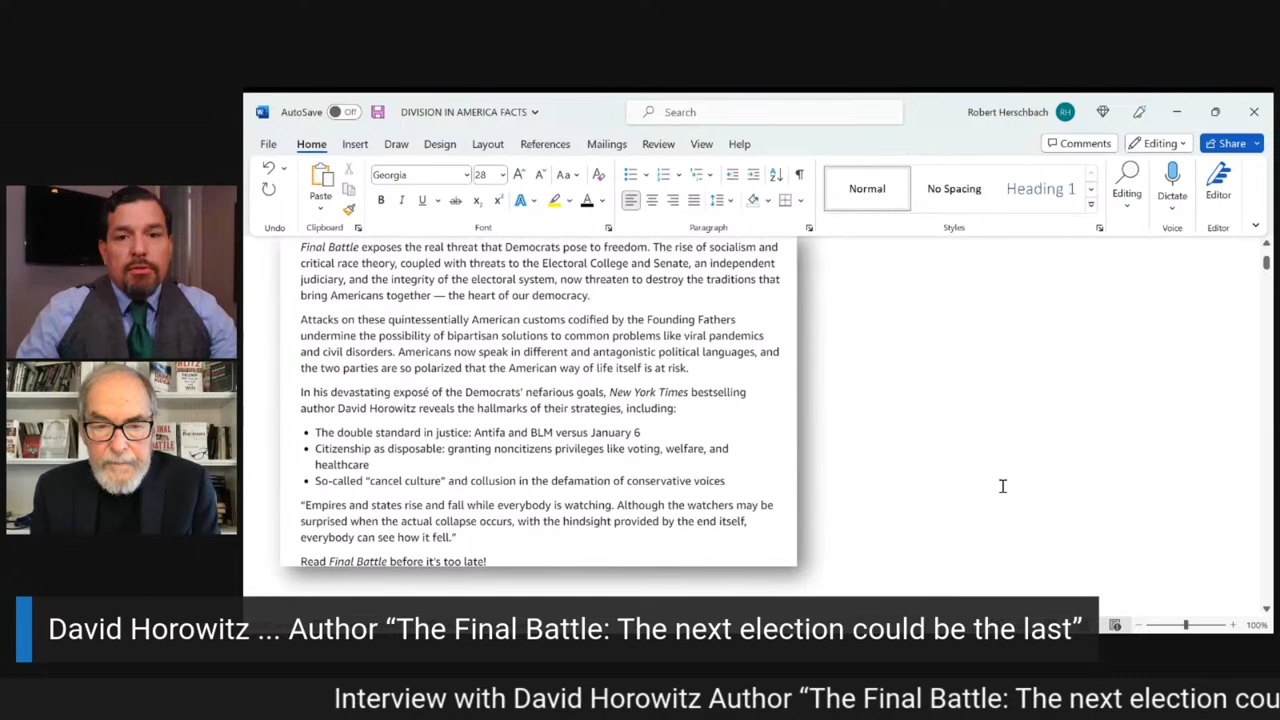 AutoSave Off DIVISION IN AMERICA FACTS Search Robert Herschbach RH
File Home Insert Draw Design Layout References Mailings Review View Help Comments Editing Share
Georgia 28 Aa
Paste
B I U ab x₂ x² A A
Normal No Spacing Heading 1
Editing Dictate Editor
Undo Clipboard Font Paragraph Styles Voice Editor
Final Battle exposes the real threat that Democrats pose to freedom. The rise of socialism and
critical race theory, coupled with threats to the Electoral College and Senate, an independent
judiciary, and the integrity of the electoral system, now threaten to destroy the traditions that
bring Americans together — the heart of our democracy.
Attacks on these quintessentially American customs codified by the Founding Fathers
undermine the possibility of bipartisan solutions to common problems like viral pandemics
and civil disorders. Americans now speak in different and antagonistic political languages, and
the two parties are so polarized that the American way of life itself is at risk.
In his devastating exposé of the Democrats' nefarious goals, New York Times bestselling
author David Horowitz reveals the hallmarks of their strategies, including:
• The double standard in justice: Antifa and BLM versus January 6
• Citizenship as disposable: granting noncitizens privileges like voting, welfare, and
healthcare
• So-called “cancel culture” and collusion in the defamation of conservative voices
“Empires and states rise and fall while everybody is watching. Although the watchers may be
surprised when the actual collapse occurs, with the hindsight provided by the end itself,
everybody can see how it fell.”
Read Final Battle before it's too late!
100%
David Horowitz ... Author “The Final Battle: The next election could be the last”
Interview with David Horowitz Author “The Final Battle: The next election cou